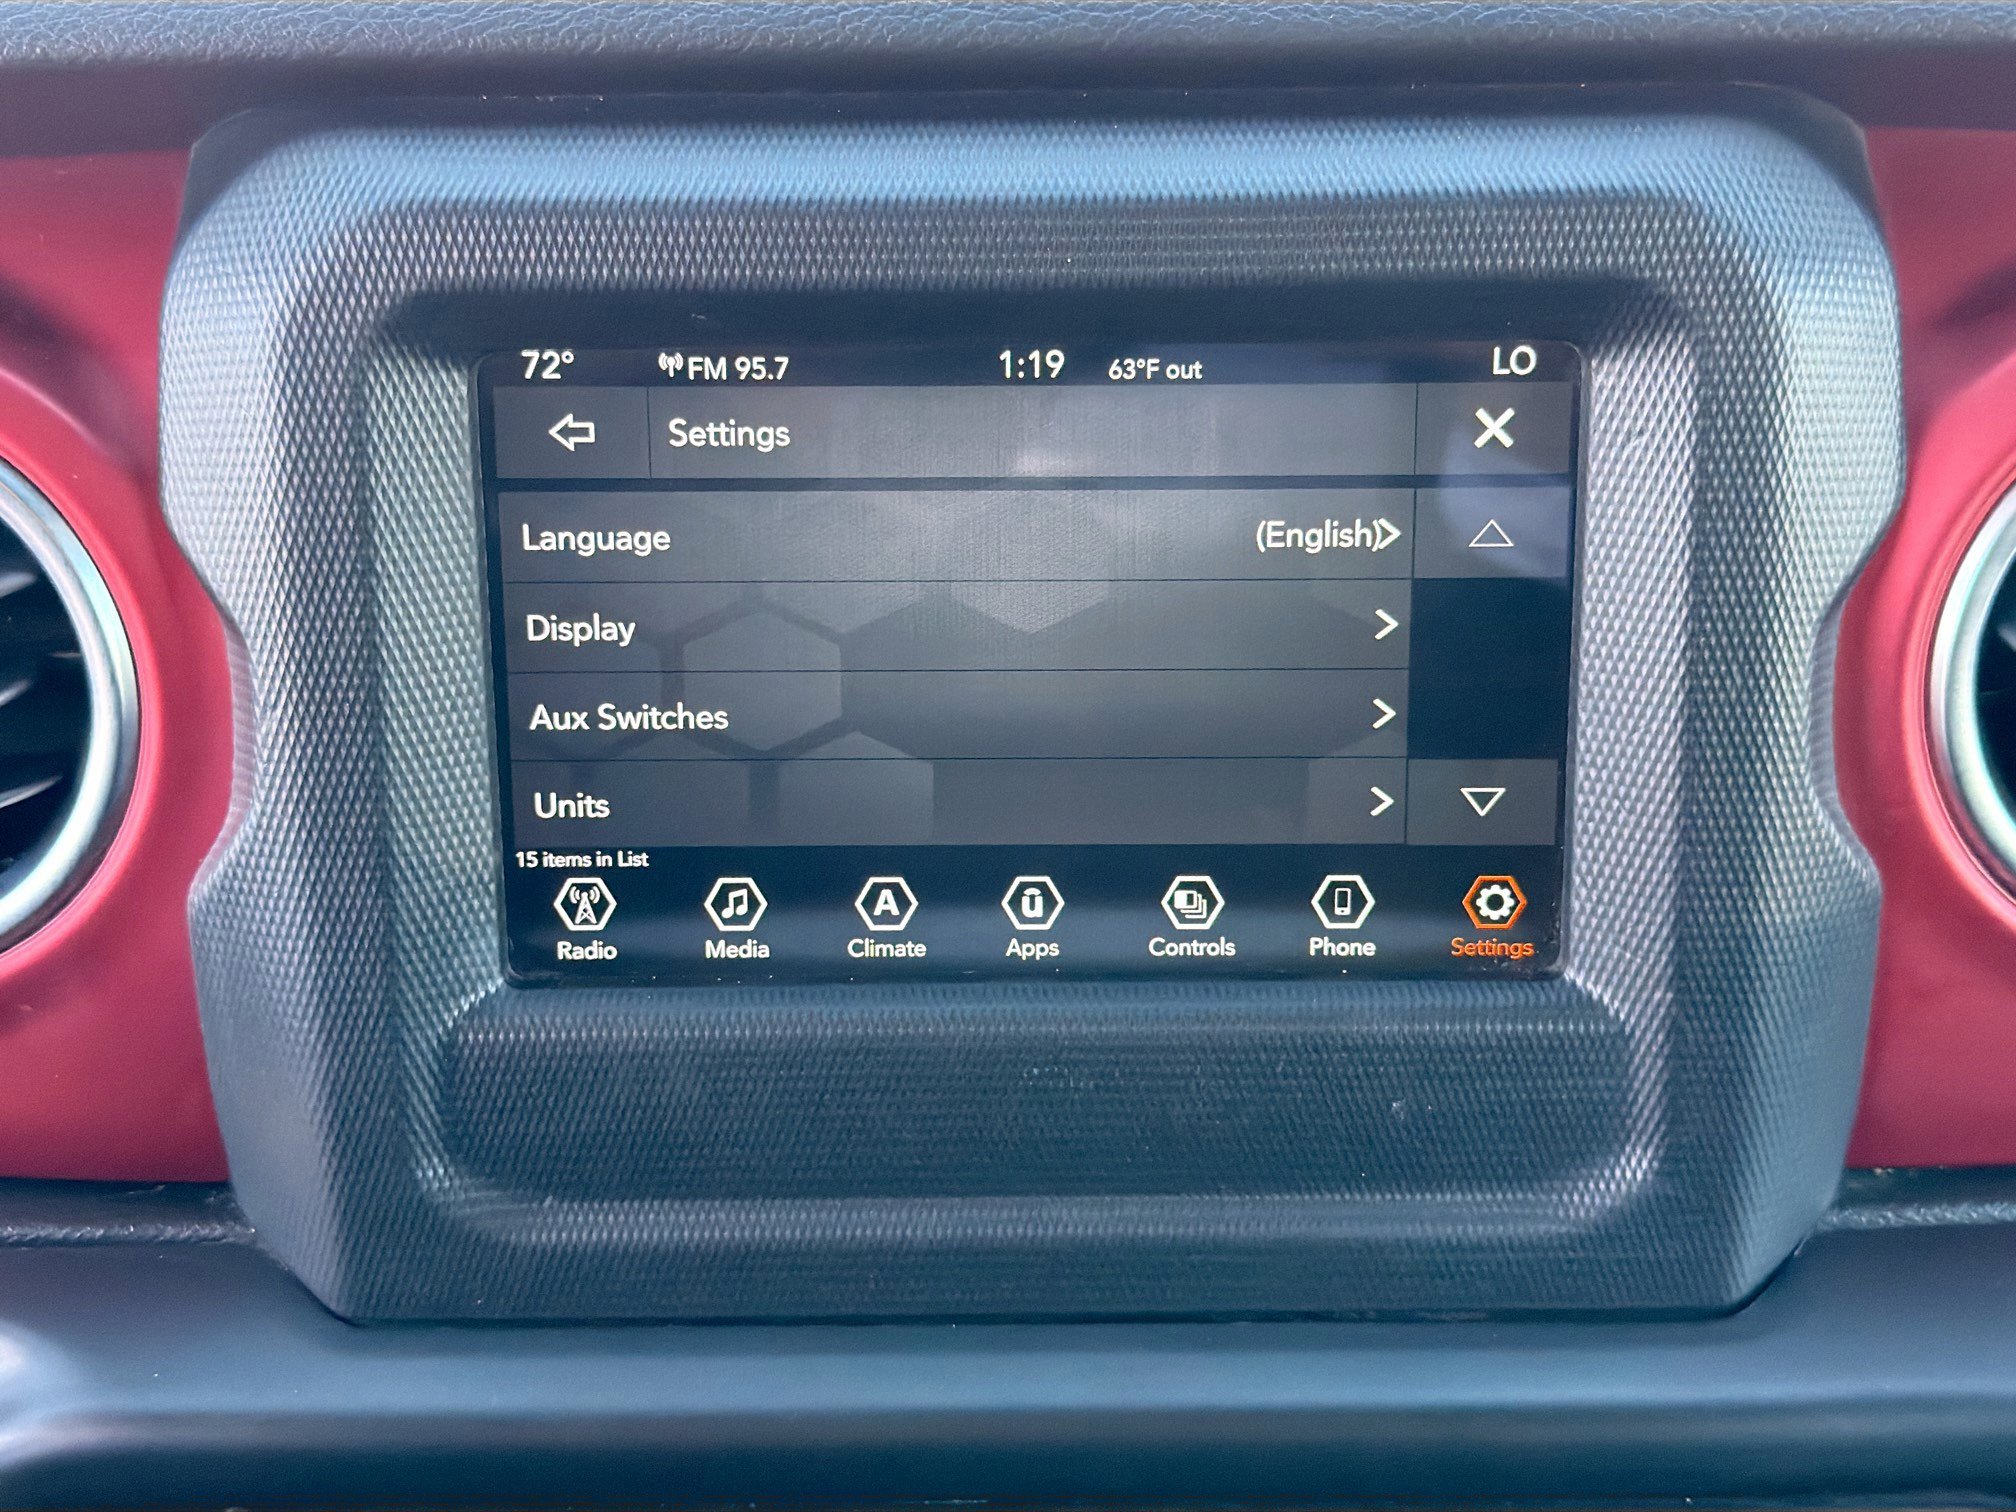 72° FM 95.7 1:19 63°F out LO
Settings
Language (English)
Display
Aux Switches
Units
15 items in List
Radio Media Climate Apps Controls Phone Settings